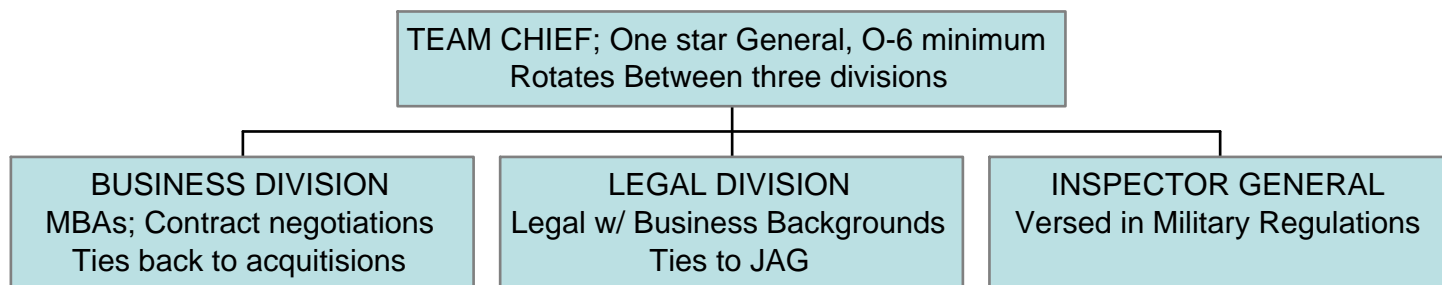 TEAM CHIEF; One star General, O-6 minimum
Rotates Between three divisions
BUSINESS DIVISION
MBAs; Contract negotiations
Ties back to acquitisions
LEGAL DIVISION
Legal w/ Business Backgrounds
Ties to JAG
INSPECTOR GENERAL
Versed in Military Regulations